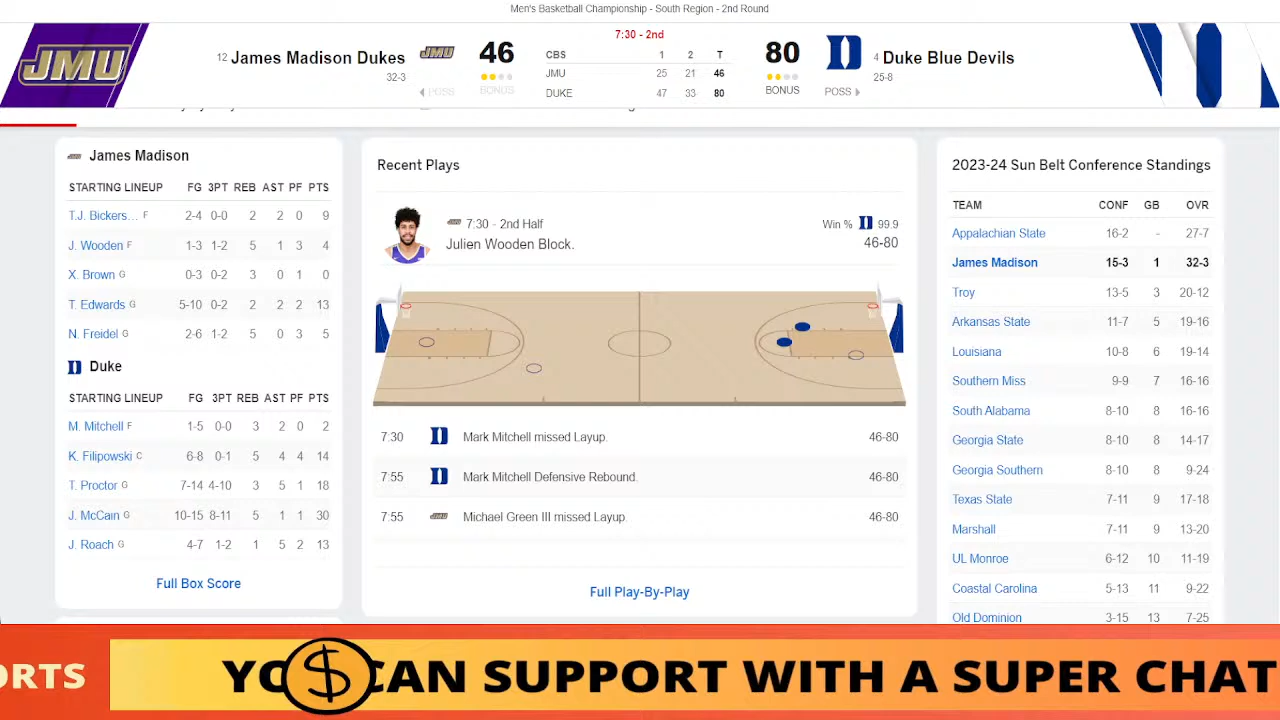 Men's Basketball Championship - South Region - 2nd Round
7:30 - 2nd
JMU
12 James Madison Dukes
32-3
JMU
46
POSS
BONUS
CBS 1 2 T
JMU 25 21 46
DUKE 47 33 80
80
BONUS
D
4 Duke Blue Devils
25-8
POSS
James Madison
STARTING LINEUP FG 3PT REB AST PF PTS
T.J. Bickers... F 2-4 0-0 2 2 0 9
J. Wooden F 1-3 1-2 5 1 3 4
X. Brown G 0-3 0-2 3 0 1 0
T. Edwards G 5-10 0-2 2 2 2 13
N. Freidel G 2-6 1-2 5 0 3 5
Duke
STARTING LINEUP FG 3PT REB AST PF PTS
M. Mitchell F 1-5 0-0 3 2 0 2
K. Filipowski C 6-8 0-1 5 4 4 14
T. Proctor G 7-14 4-10 3 5 1 18
J. McCain G 10-15 8-11 5 1 1 30
J. Roach G 4-7 1-2 1 5 2 13
Full Box Score
Recent Plays
7:30 - 2nd Half
Julien Wooden Block.
Win % 99.9
46-80
7:30 Mark Mitchell missed Layup. 46-80
7:55 Mark Mitchell Defensive Rebound. 46-80
7:55 JMU Michael Green III missed Layup. 46-80
Full Play-By-Play
2023-24 Sun Belt Conference Standings
TEAM CONF GB OVR
Appalachian State 16-2 - 27-7
James Madison 15-3 1 32-3
Troy 13-5 3 20-12
Arkansas State 11-7 5 19-16
Louisiana 10-8 6 19-14
Southern Miss 9-9 7 16-16
South Alabama 8-10 8 16-16
Georgia State 8-10 8 14-17
Georgia Southern 8-10 8 9-24
Texas State 7-11 9 17-18
Marshall 7-11 9 13-20
UL Monroe 6-12 10 11-19
Coastal Carolina 5-13 11 9-22
Old Dominion 3-15 13 7-25
ORTS
YO $ CAN SUPPORT WITH A SUPER CHAT